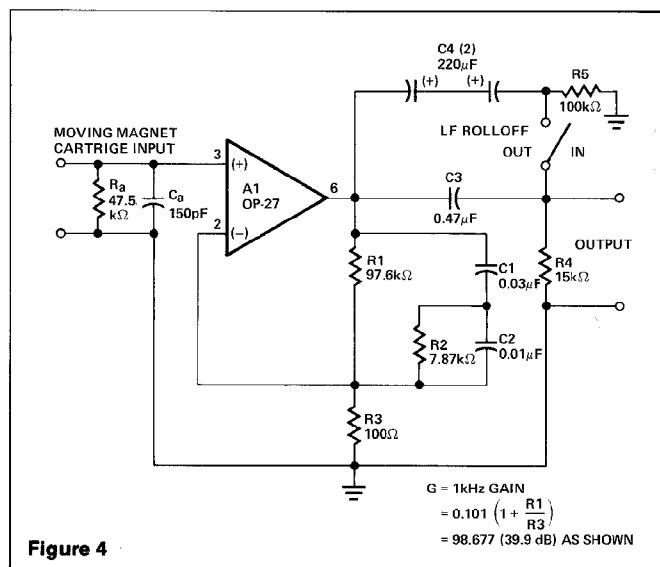 C4 (2)
220µF
(+) (+)
R5
100kΩ
LF ROLLOFF
OUT IN
MOVING MAGNET
CARTRIGE INPUT
3
(+)
A1
OP-27
6
2
(−)
Ra
47.5
kΩ
Ca
150pF
C3
0.47µF
OUTPUT
R1
97.6kΩ
C1
0.03µF
R4
15kΩ
R2
7.87kΩ
C2
0.01µF
R3
100Ω
G = 1kHz GAIN
= 0.101 (1 + R1/R3)
= 98.677 (39.9 dB) AS SHOWN
Figure 4